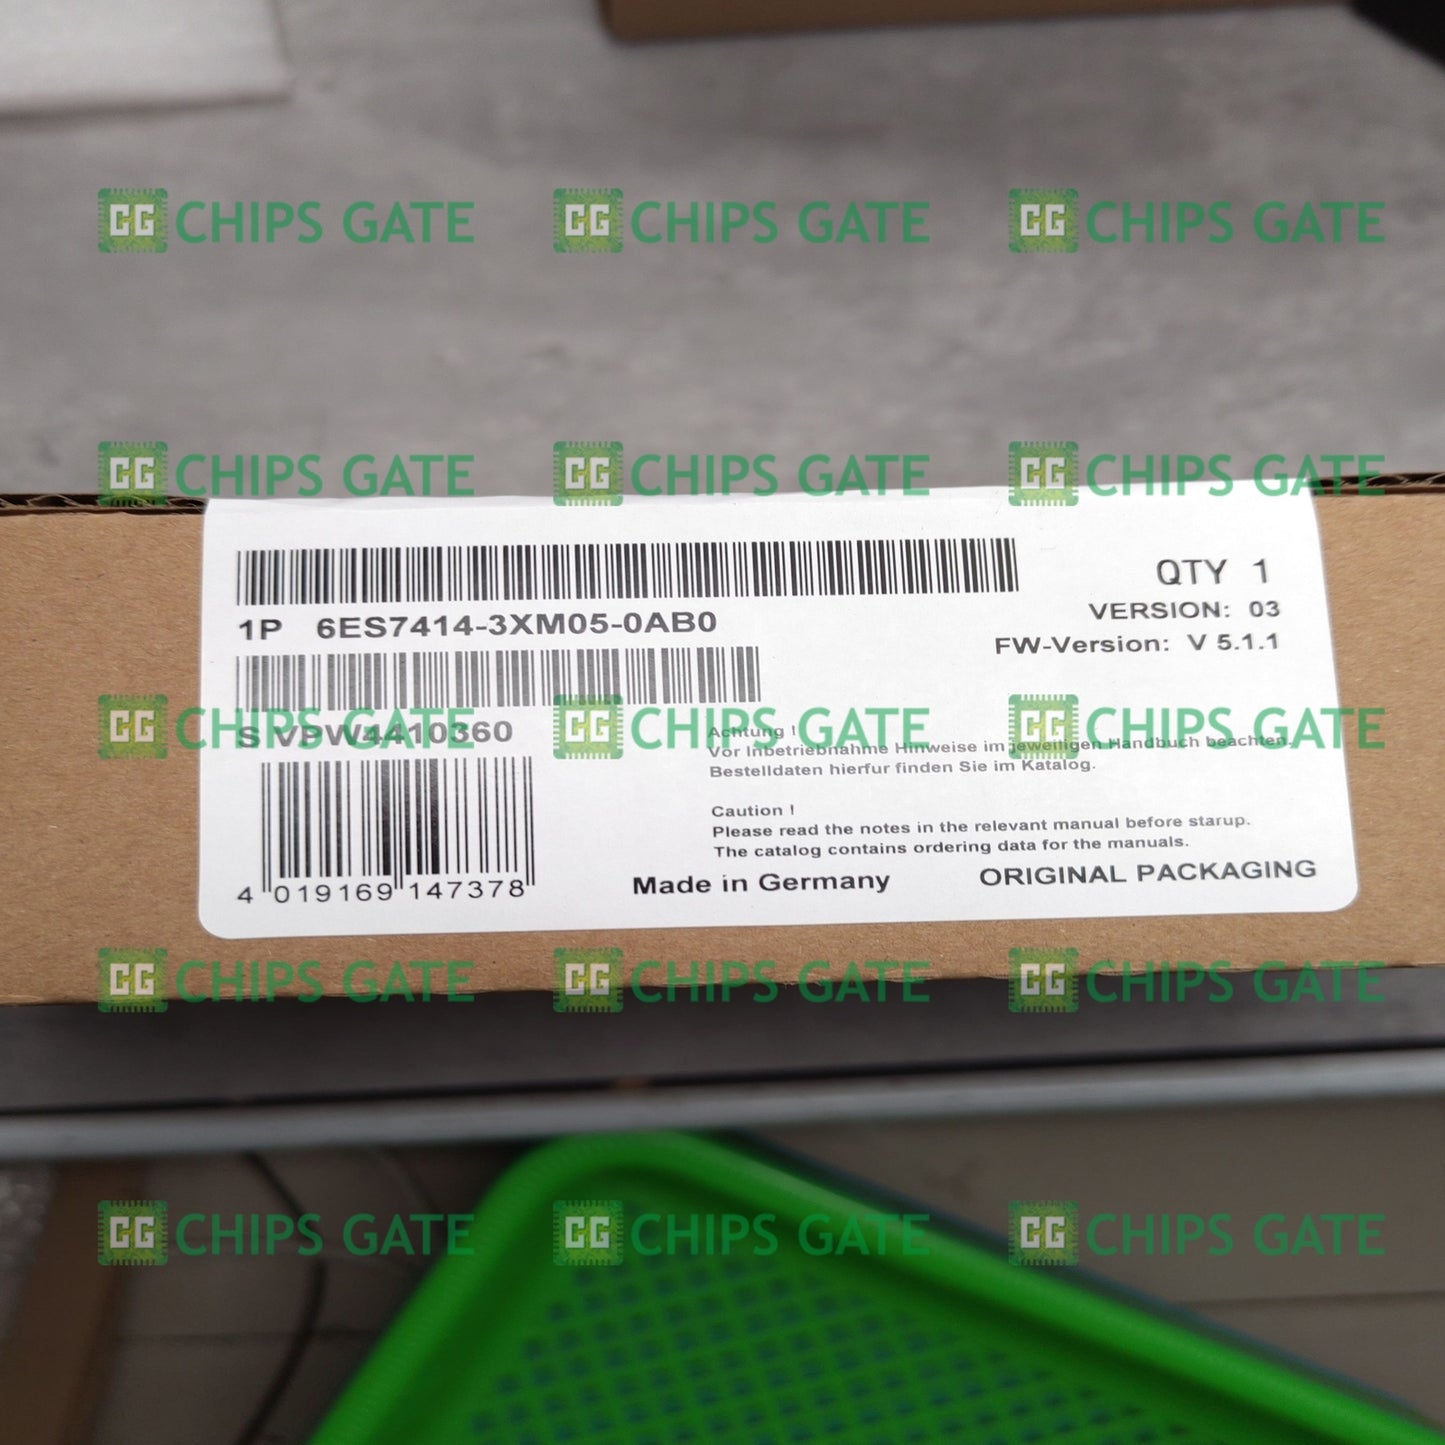 CG CHIPS GATE CG CHIPS GATE CG CHIPS GATE
CG CHIPS GATE CG CHIPS GATE CG CHIPS GATE
QTY 1
1P 6ES7414-3XM05-0AB0
VERSION: 03
FW-Version: V 5.1.1
CG CHIPS GATE CG CHIPS GATE CG CHIPS GATE
S VPW4410360
Achtung !
Vor Inbetriebnahme Hinweise im jeweiligen Handbuch beachten.
Bestelldaten hierfur finden Sie im Katalog.
Caution !
Please read the notes in the relevant manual before starup.
The catalog contains ordering data for the manuals.
4 019169 147378
Made in Germany
ORIGINAL PACKAGING
CG CHIPS GATE CG CHIPS GATE CG CHIPS GATE
CG CHIPS GATE CG CHIPS GATE CG CHIPS GATE